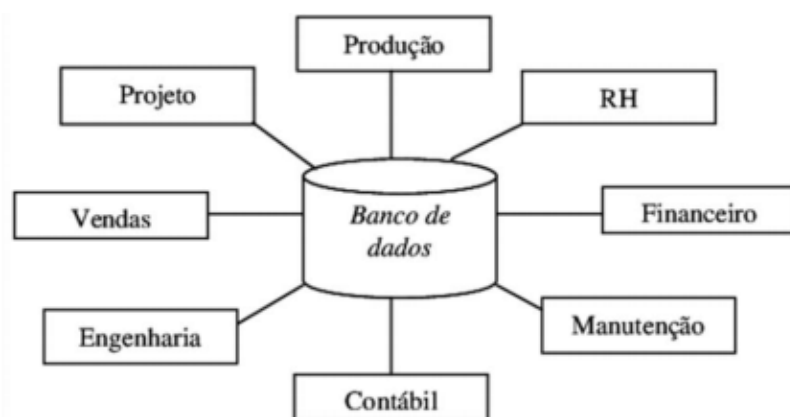 Produção
Projeto
RH
Vendas
Banco de
dados
Financeiro
Engenharia
Manutenção
Contábil